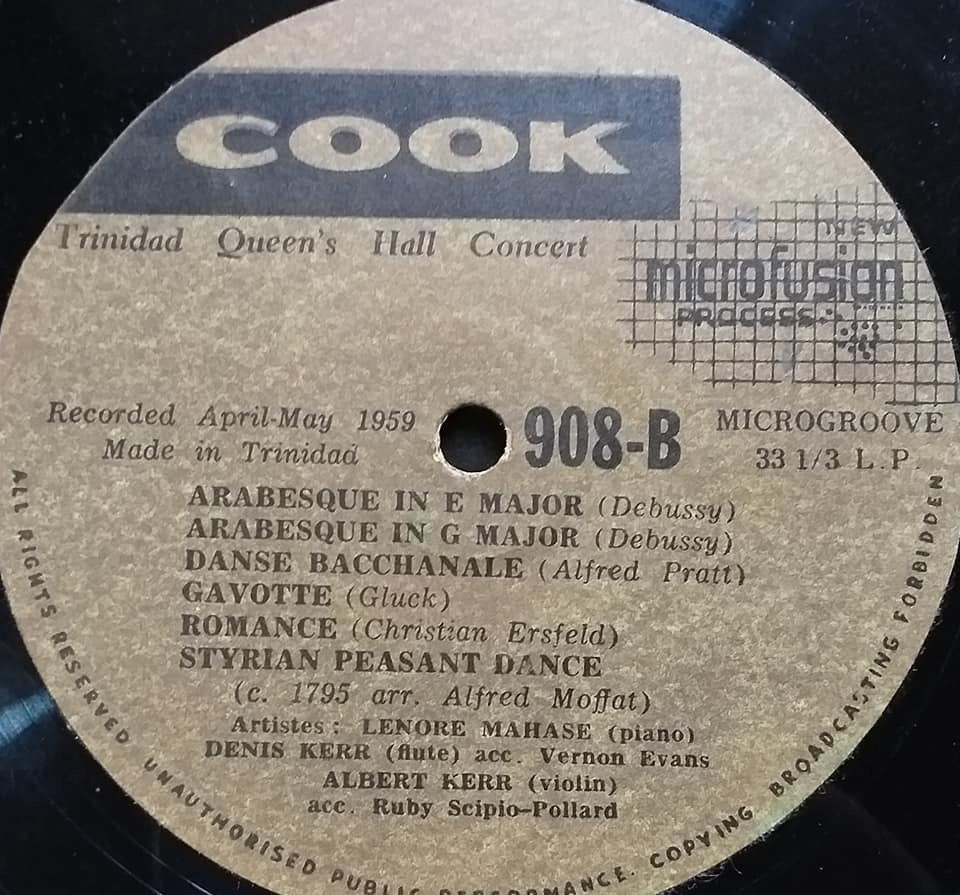 COOK
Trinidad Queen's Hall Concert
NEW
microfusion
PROCESS
Recorded April-May 1959
Made in Trinidad
908-B
MICROGROOVE
33 1/3 L.P.
ARABESQUE IN E MAJOR (Debussy)
ARABESQUE IN G MAJOR (Debussy)
DANSE BACCHANALE (Alfred Pratt)
GAVOTTE (Gluck)
ROMANCE (Christian Ersfeld)
STYRIAN PEASANT DANCE
(c. 1795 arr. Alfred Moffat)
Artistes: LENORE MAHASE (piano)
DENIS KERR (flute) acc. Vernon Evans
ALBERT KERR (violin)
acc. Ruby Scipio-Pollard
ALL RIGHTS RESERVED UNAUTHORISED PUBLIC PERFORMANCE. COPYING BROADCASTING FORBIDDEN